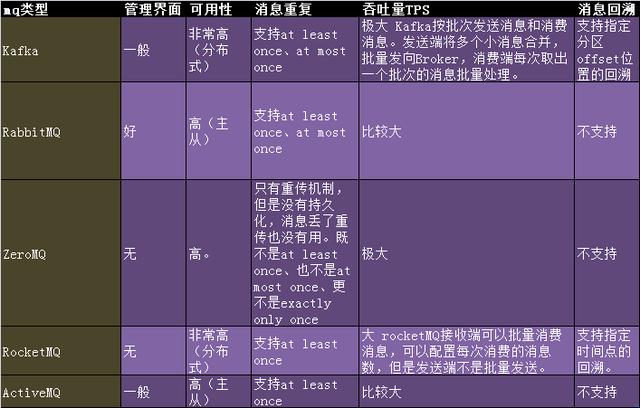 mq类型 管理界面 可用性 消息重复 吞吐量TPS 消息回溯
Kafka
一般
非常高
（分布
式）
支持at least
once、at most
once
极大 Kafka按批次发送消息和消费
消息。发送端将多个小消息合并，
批量发向Broker，消费端每次取出
一个批次的消息批量处理。
支持指定
分区
offset位
置的回溯
RabbitMQ
好
高（主
从）
支持at least
once、at most
once
比较大
不支持
ZeroMQ
无
高。
只有重传机制，
但是没有持久
化，消息丢了重
传也没有用。既
不是at least
once、也不是at
most once、更
不是exactly
only once
极大
不支持
RocketMQ
无
非常高
（分布
式）
支持at least
once
大 rocketMQ接收端可以批量消费
消息，可以配置每次消费的消息
数，但是发送端不是批量发送。
支持指定
时间点的
回溯。
ActiveMQ
一般
高（主
从）
支持at least
once
比较大
不支持